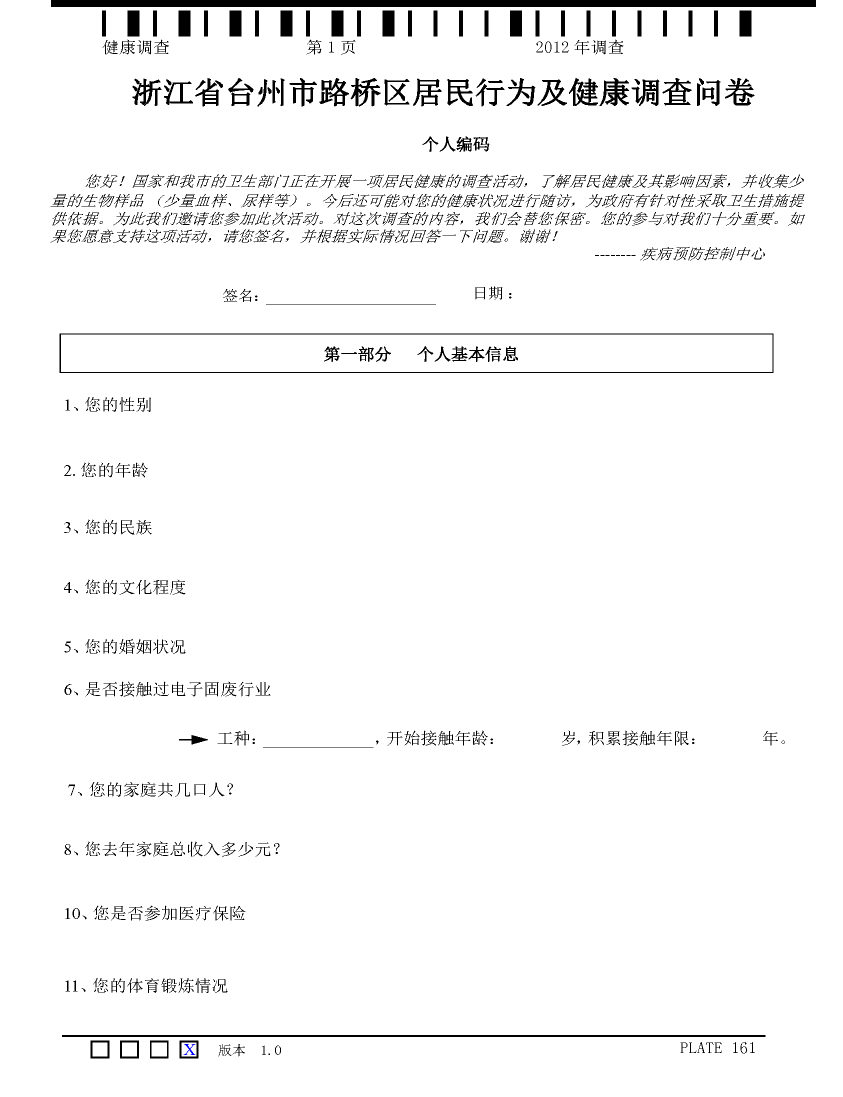 健康调查 第 1 页 2012 年调查
浙江省台州市路桥区居民行为及健康调查问卷
个人编码
您好！国家和我市的卫生部门正在开展一项居民健康的调查活动，了解居民健康及其影响因素，并收集少
量的生物样品（少量血样、尿样等）。今后还可能对您的健康状况进行随访，为政府有针对性采取卫生措施提
供依据。为此我们邀请您参加此次活动。对这次调查的内容，我们会替您保密。您的参与对我们十分重要。如
果您愿意支持这项活动，请您签名，并根据实际情况回答一下问题。谢谢！
-------- 疾病预防控制中心
签名：____________________ 日期：
第一部分 个人基本信息
1、您的性别
2. 您的年龄
3、您的民族
4、您的文化程度
5、您的婚姻状况
6、是否接触过电子固废行业
工种：_____________，开始接触年龄： 岁，积累接触年限： 年。
7、您的家庭共几口人？
8、您去年家庭总收入多少元？
10、您是否参加医疗保险
11、您的体育锻炼情况
X 版本 1.0 PLATE 161